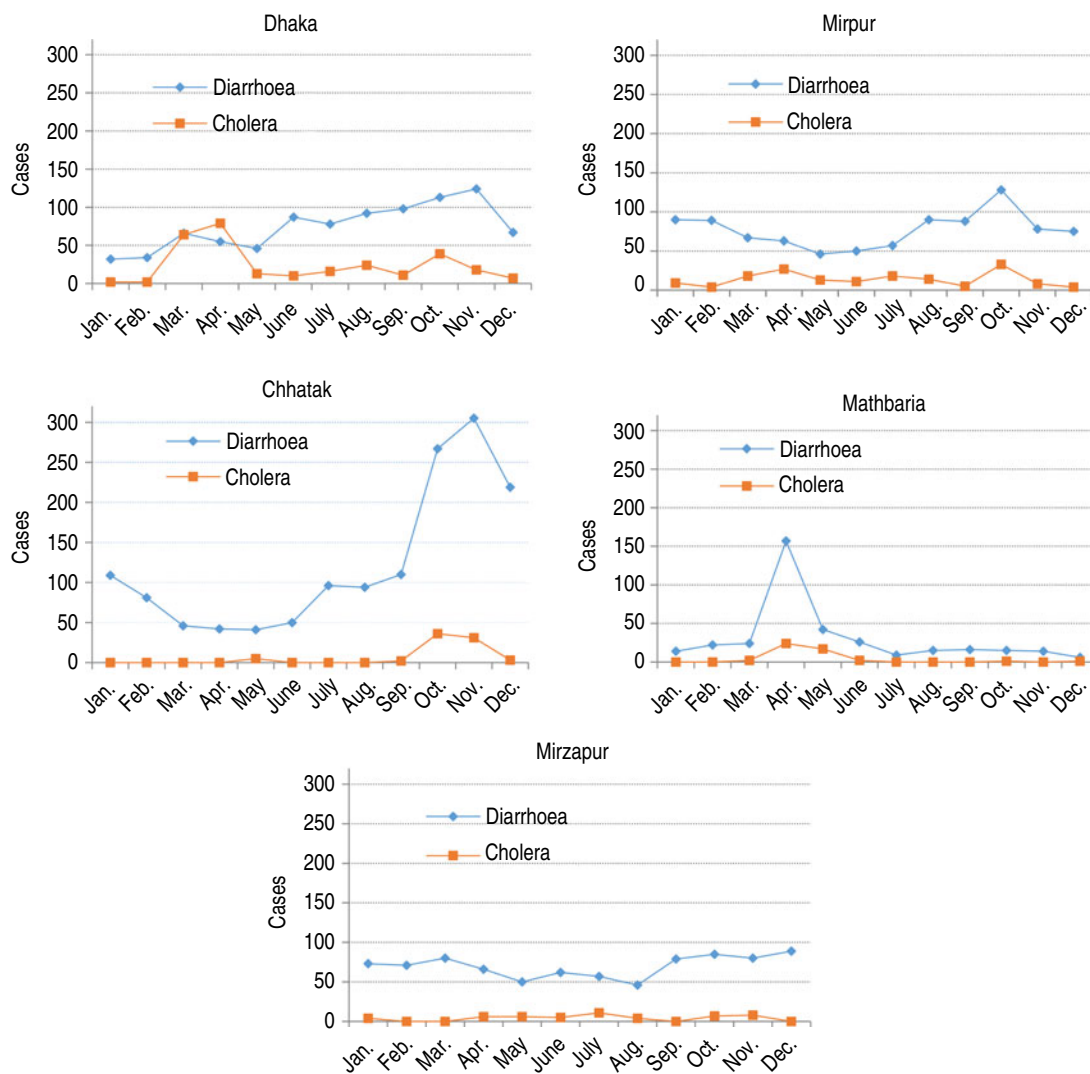 Dhaka
300
250
200
150
100
50
0
Cases
Diarrhoea
Cholera
Jan. Feb. Mar. Apr. May June July Aug. Sep. Oct. Nov. Dec.
Mirpur
300
250
200
150
100
50
0
Cases
Diarrhoea
Cholera
Jan. Feb. Mar. Apr. May June July Aug. Sep. Oct. Nov. Dec.
Chhatak
300
250
200
150
100
50
0
Cases
Diarrhoea
Cholera
Jan. Feb. Mar. Apr. May June July Aug. Sep. Oct. Nov. Dec.
Mathbaria
300
250
200
150
100
50
0
Cases
Diarrhoea
Cholera
Jan. Feb. Mar. Apr. May June July Aug. Sep. Oct. Nov. Dec.
Mirzapur
300
250
200
150
100
50
0
Cases
Diarrhoea
Cholera
Jan. Feb. Mar. Apr. May June July Aug. Sep. Oct. Nov. Dec.